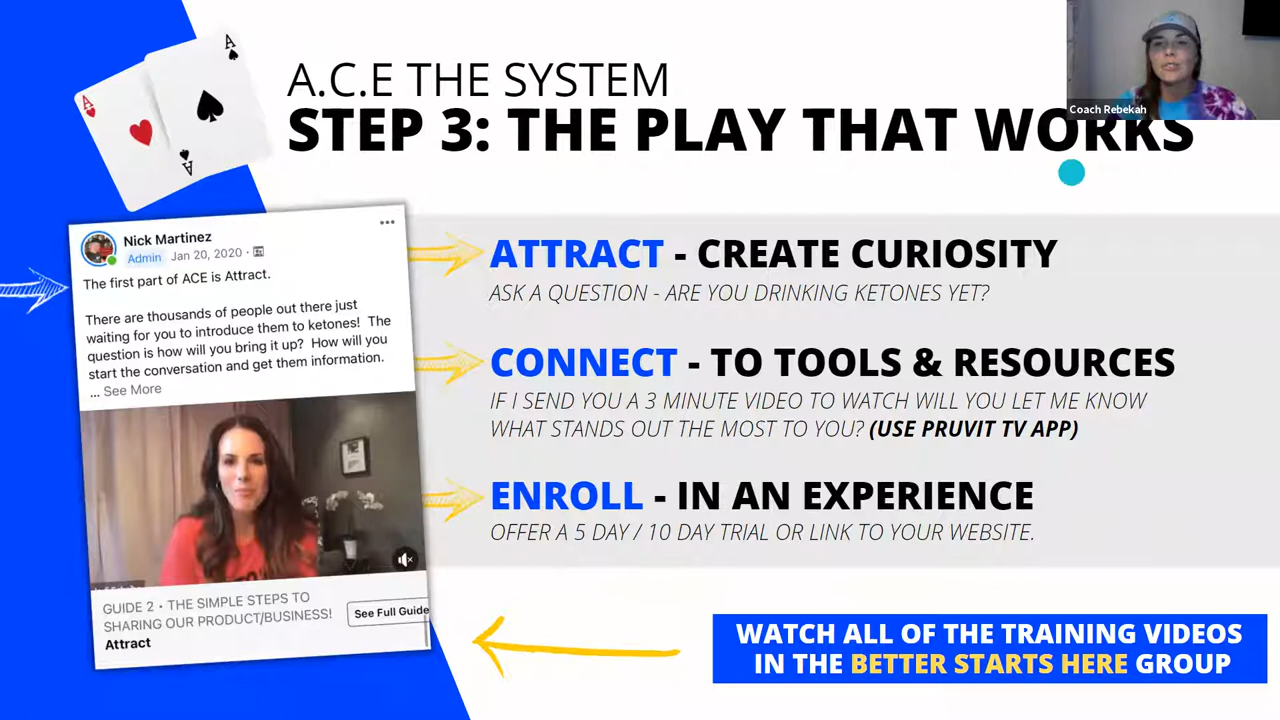 A.C.E THE SYSTEM
STEP 3: THE PLAY THAT WORKS
Coach Rebekah
A
A
A
A
Nick Martinez
Admin Jan 20, 2020 ·
The first part of ACE is Attract.
There are thousands of people out there just
waiting for you to introduce them to ketones! The
question is how will you bring it up? How will you
start the conversation and get them information.
... See More
GUIDE 2 • THE SIMPLE STEPS TO
SHARING OUR PRODUCT/BUSINESS!
Attract
See Full Guide
ATTRACT - CREATE CURIOSITY
ASK A QUESTION - ARE YOU DRINKING KETONES YET?
CONNECT - TO TOOLS & RESOURCES
IF I SEND YOU A 3 MINUTE VIDEO TO WATCH WILL YOU LET ME KNOW
WHAT STANDS OUT THE MOST TO YOU? (USE PRUVIT TV APP)
ENROLL - IN AN EXPERIENCE
OFFER A 5 DAY / 10 DAY TRIAL OR LINK TO YOUR WEBSITE.
WATCH ALL OF THE TRAINING VIDEOS
IN THE BETTER STARTS HERE GROUP